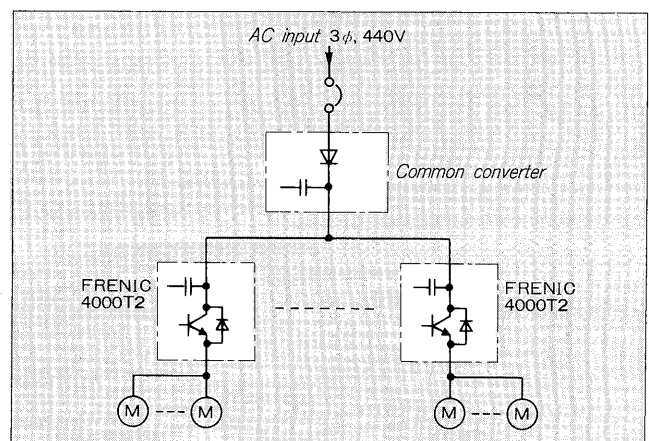 AC input 3φ, 440V
Common converter
FRENIC
4000T2
FRENIC
4000T2
M
M
M
M